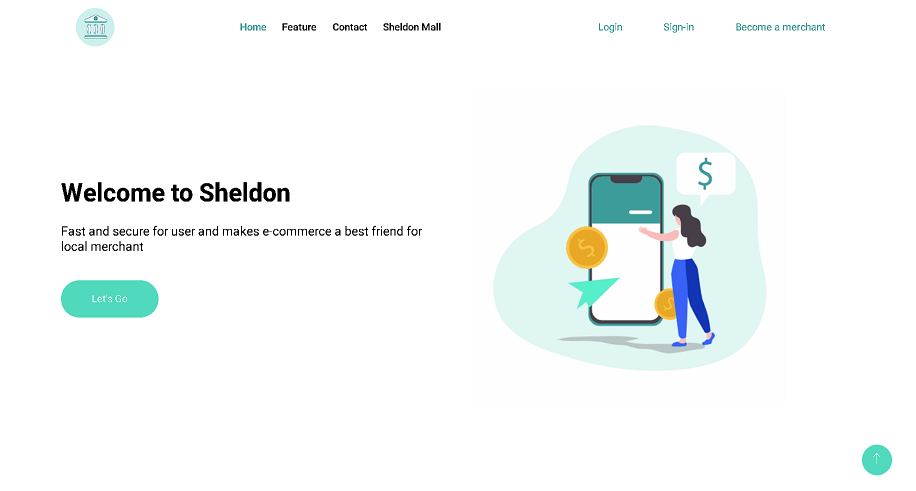 Home Feature Contact Sheldon Mall Login Sign-in Become a merchant
Welcome to Sheldon
Fast and secure for user and makes e-commerce a best friend for
local merchant
Let's Go
$